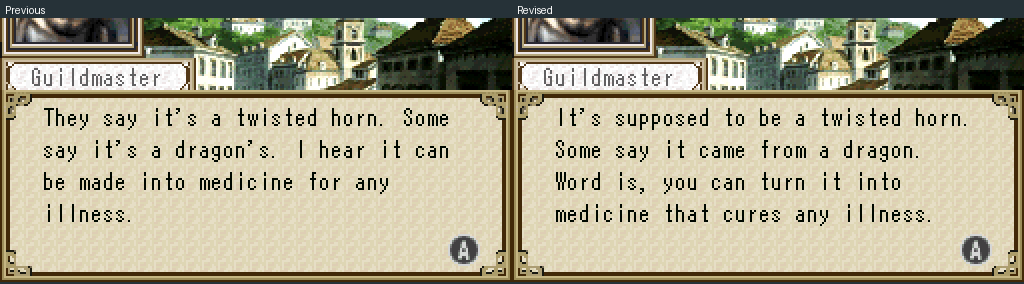 Previous
Revised
Guildmaster
They say it's a twisted horn. Some
say it's a dragon's. I hear it can
be made into medicine for any
illness.
A
Guildmaster
It's supposed to be a twisted horn.
Some say it came from a dragon.
Word is, you can turn it into
medicine that cures any illness.
A